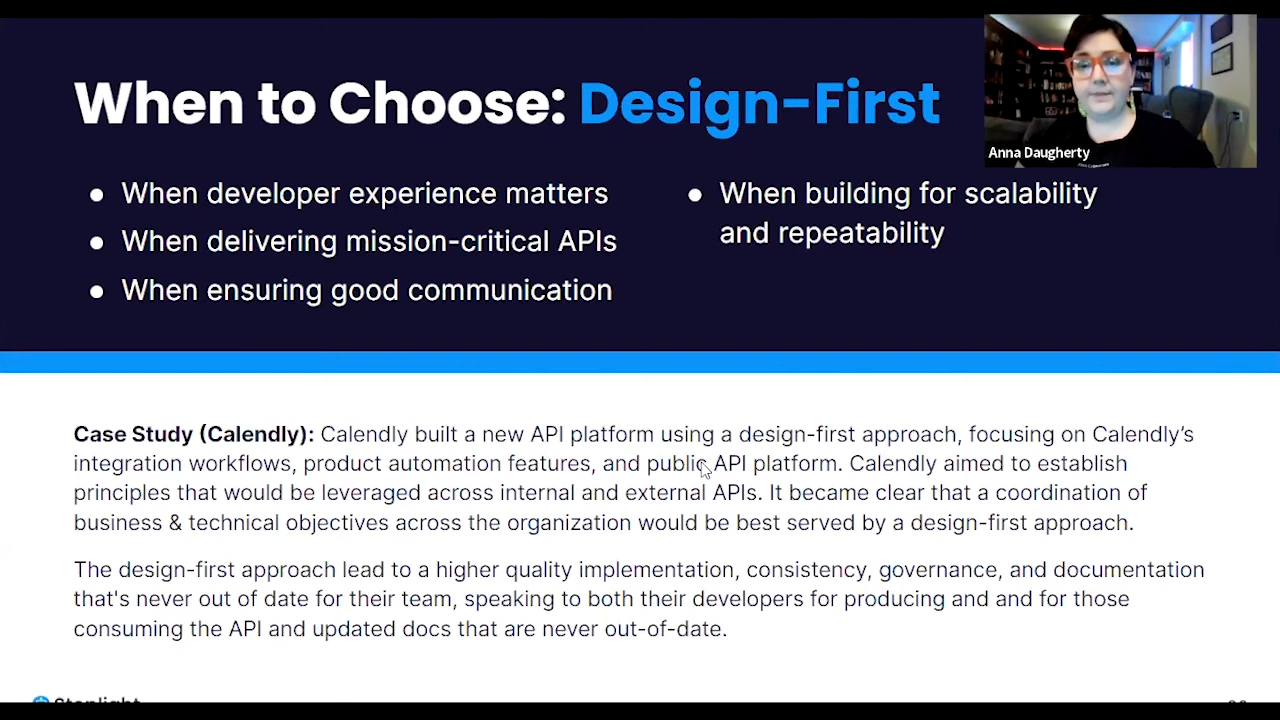 When to Choose: Design-First
Anna Daugherty
When developer experience matters
When delivering mission-critical APIs
When ensuring good communication
When building for scalability
and repeatability
Case Study (Calendly): Calendly built a new API platform using a design-first approach, focusing on Calendly's
integration workflows, product automation features, and public API platform. Calendly aimed to establish
principles that would be leveraged across internal and external APIs. It became clear that a coordination of
business & technical objectives across the organization would be best served by a design-first approach.
The design-first approach lead to a higher quality implementation, consistency, governance, and documentation
that's never out of date for their team, speaking to both their developers for producing and and for those
consuming the API and updated docs that are never out-of-date.
Stoplight